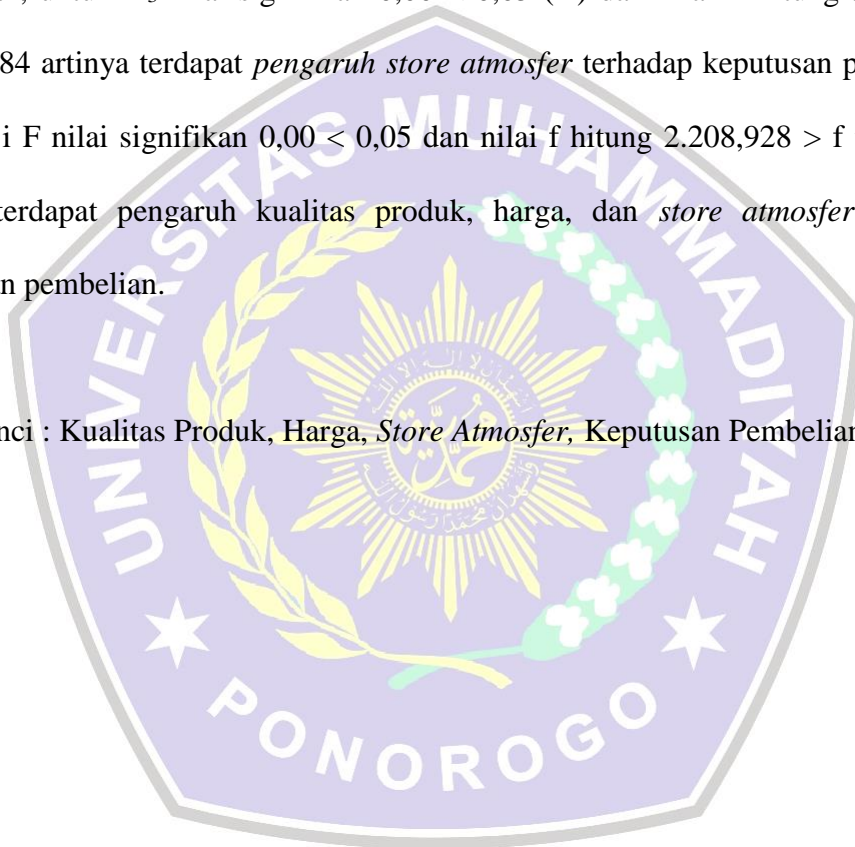 84 artinya terdapat pengaruh store atmosfer terhadap keputusan p
i F nilai signifikan 0,00 < 0,05 dan nilai f hitung 2.208,928 > f
terdapat pengaruh kualitas produk, harga, dan store atmosfer
n pembelian.
nci : Kualitas Produk, Harga, Store Atmosfer, Keputusan Pembelian
UNIVERSITAS MUHAMMADIYAH
PONOROGO